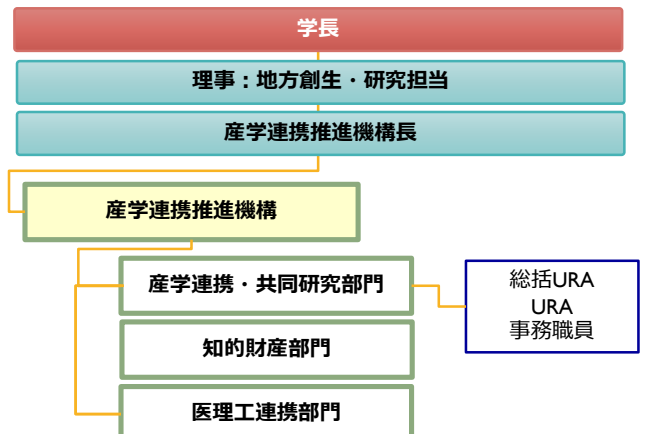 学長
理事：地方創生・研究担当
産学連携推進機構長
産学連携推進機構
産学連携・共同研究部門
総括URA
URA
事務職員
知的財産部門
医理工連携部門